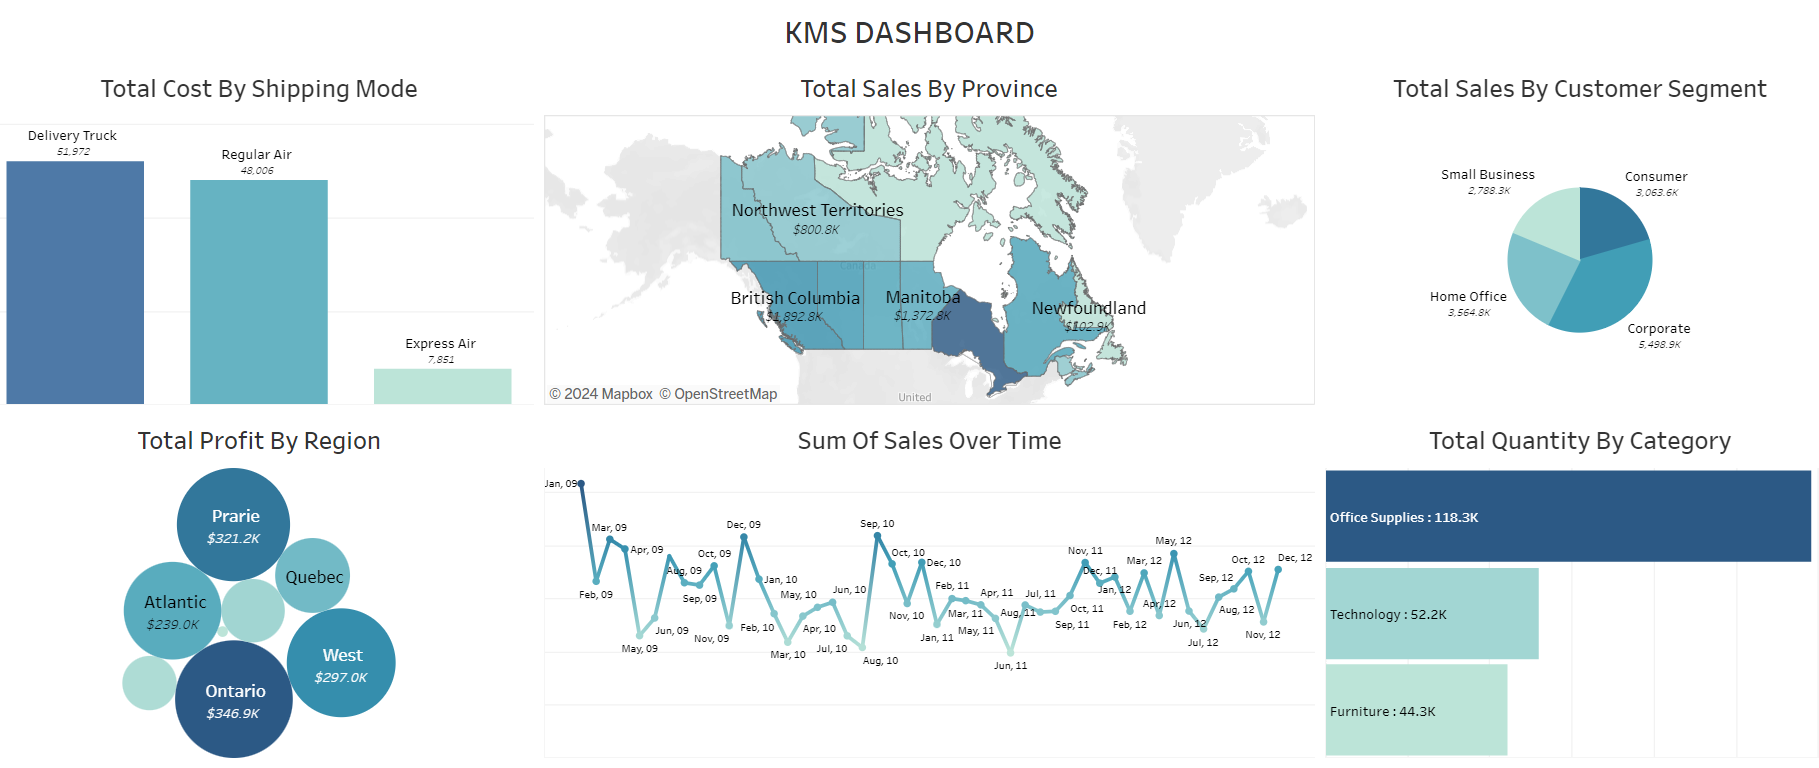 KMS DASHBOARD
Total Cost By Shipping Mode
Delivery Truck
51,972
Regular Air
48,006
Express Air
7,851
Total Sales By Province
Northwest Territories
$800.8K
Canada
British Columbia
$1,892.8K
Manitoba
$1,372.8K
Newfoundland
$102.9K
© 2024 Mapbox © OpenStreetMap
United
Total Sales By Customer Segment
Small Business
2,788.3K
Consumer
3,063.6K
Home Office
3,564.8K
Corporate
5,498.9K
Total Profit By Region
Prarie
$321.2K
Quebec
Atlantic
$239.0K
West
$297.0K
Ontario
$346.9K
Sum Of Sales Over Time
Jan, 09
Feb, 09
Mar, 09
Apr, 09
May, 09
Jun, 09
Aug, 09
Sep, 09
Oct, 09
Nov, 09
Dec, 09
Jan, 10
Feb, 10
Mar, 10
Apr, 10
May, 10
Jun, 10
Jul, 10
Aug, 10
Sep, 10
Oct, 10
Nov, 10
Dec, 10
Jan, 11
Feb, 11
Mar, 11
Apr, 11
May, 11
Jun, 11
Jul, 11
Aug, 11
Sep, 11
Oct, 11
Nov, 11
Dec, 11
Jan, 12
Feb, 12
Mar, 12
Apr, 12
May, 12
Jun, 12
Jul, 12
Aug, 12
Sep, 12
Oct, 12
Nov, 12
Dec, 12
Total Quantity By Category
Office Supplies : 118.3K
Technology : 52.2K
Furniture : 44.3K